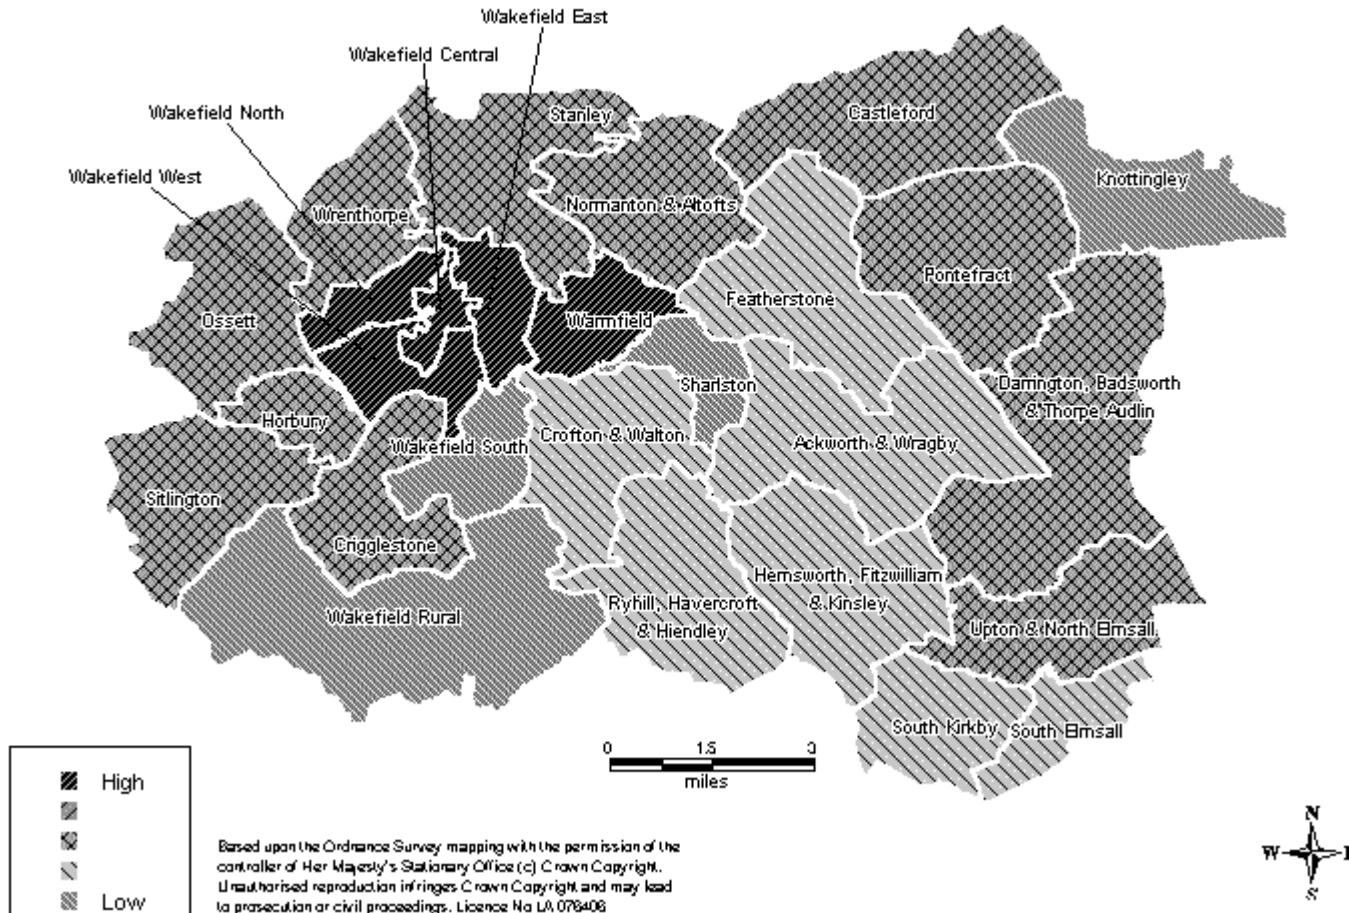 Wakefield East
Wakefield Central
Wakefield North
Stanley
Castleford
Wakefield West
Knottingley
Wrenthorpe
Normanton & Altofts
Pontefract
Featherstone
Ossett
Warmfield
Sharlston
Darrington, Badsworth
& Thorpe Audlin
Horbury
Wakefield South
Crofton & Walton
Ackworth & Wragby
Sitlington
Crigglestone
Hemsworth, Fitzwilliam
& Kinsley
Ryhill, Havercroft
& Hiendley
Wakefield Rural
Upton & North Elmsall
South Kirkby
South Elmsall
0 1.5 3
miles
High
Low
Based upon the Ordnance Survey mapping with the permission of the
controller of Her Majesty's Stationary Office (c) Crown Copyright.
Unauthorised reproduction infringes Crown Copyright and may lead
to prosecution or civil proceedings. Licence No LA 076406
N
W E
S